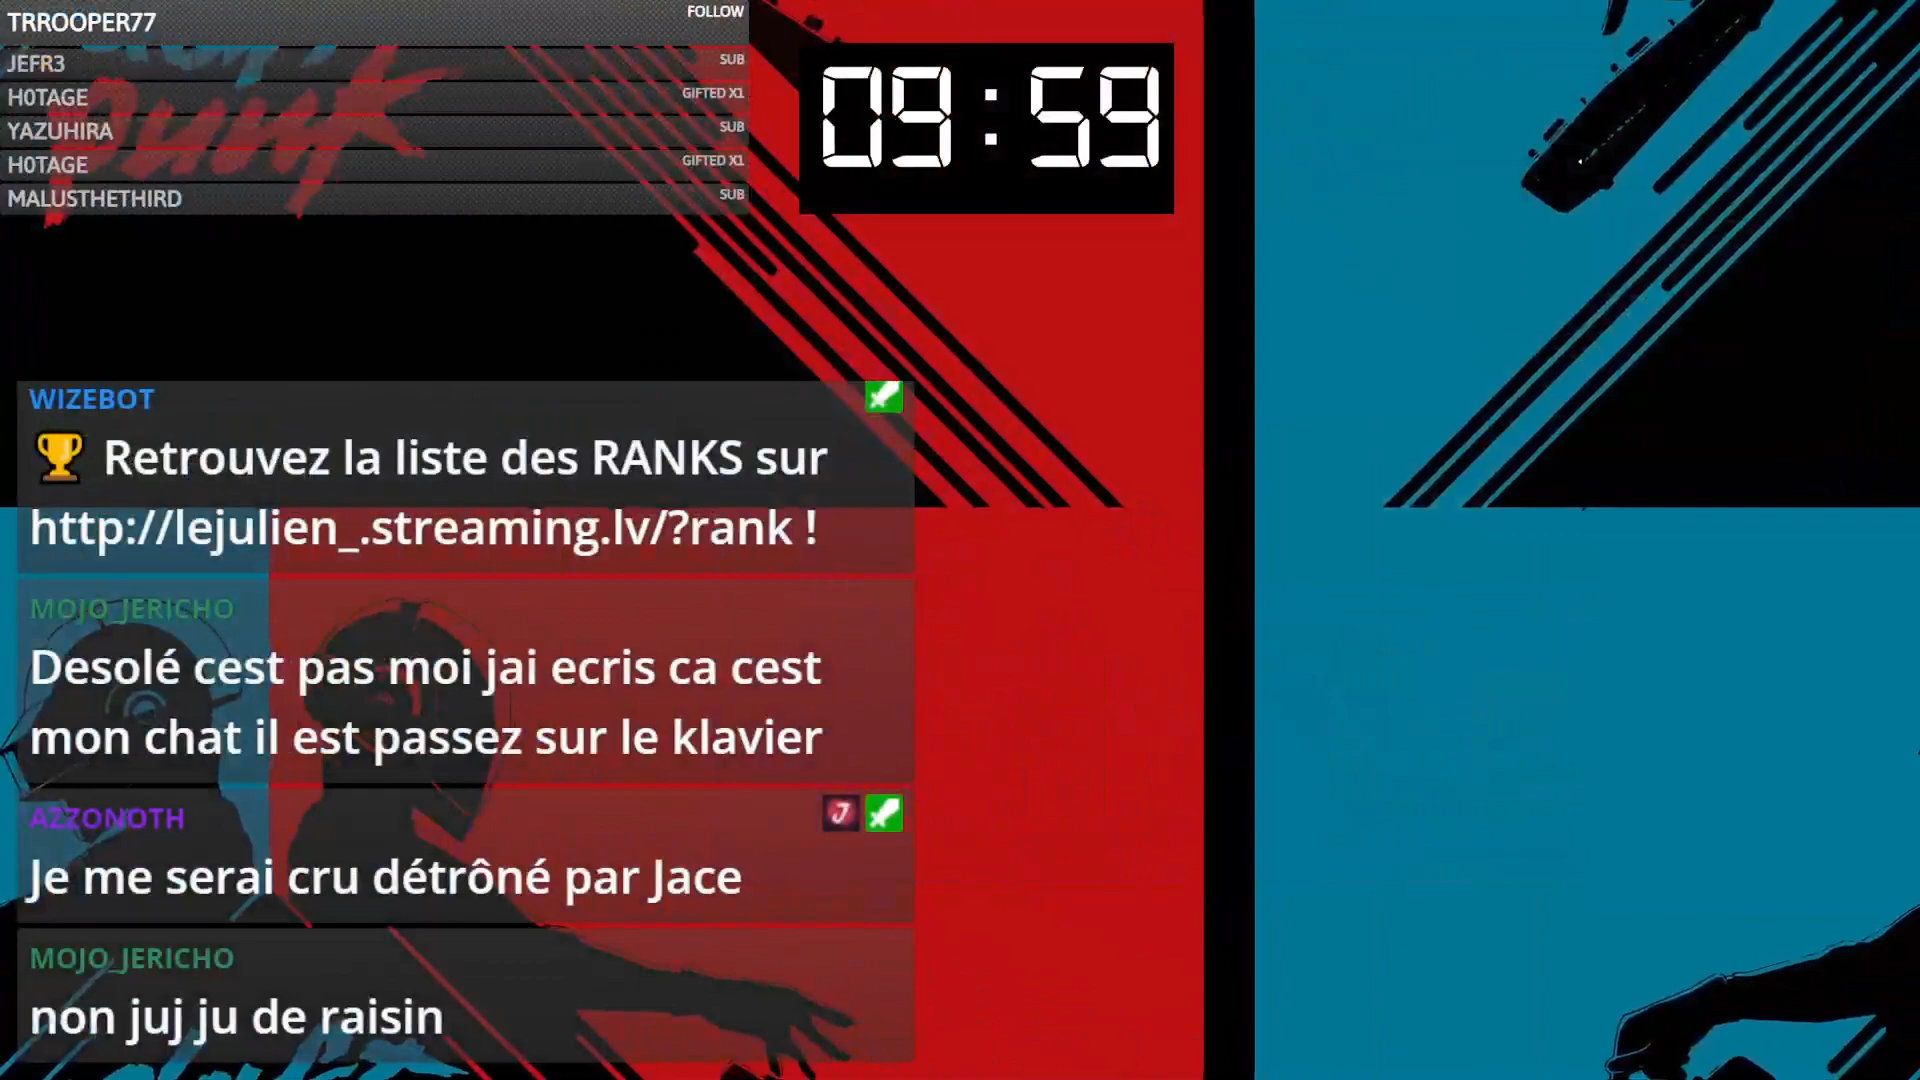 TRROOPER77 FOLLOW
JEFR3 SUB
H0TAGE GIFTED X1
YAZUHIRA SUB
H0TAGE GIFTED X1
MALUSTHETHIRD SUB
punk
09:59
WIZEBOT
🏆 Retrouvez la liste des RANKS sur
http://lejulien_.streaming.lv/?rank !
MOJO_JERICHO
Desolé cest pas moi jai ecris ca cest
mon chat il est passez sur le klavier
AZZONOTH
J
Je me serai cru détrôné par Jace
MOJO_JERICHO
non juj ju de raisin